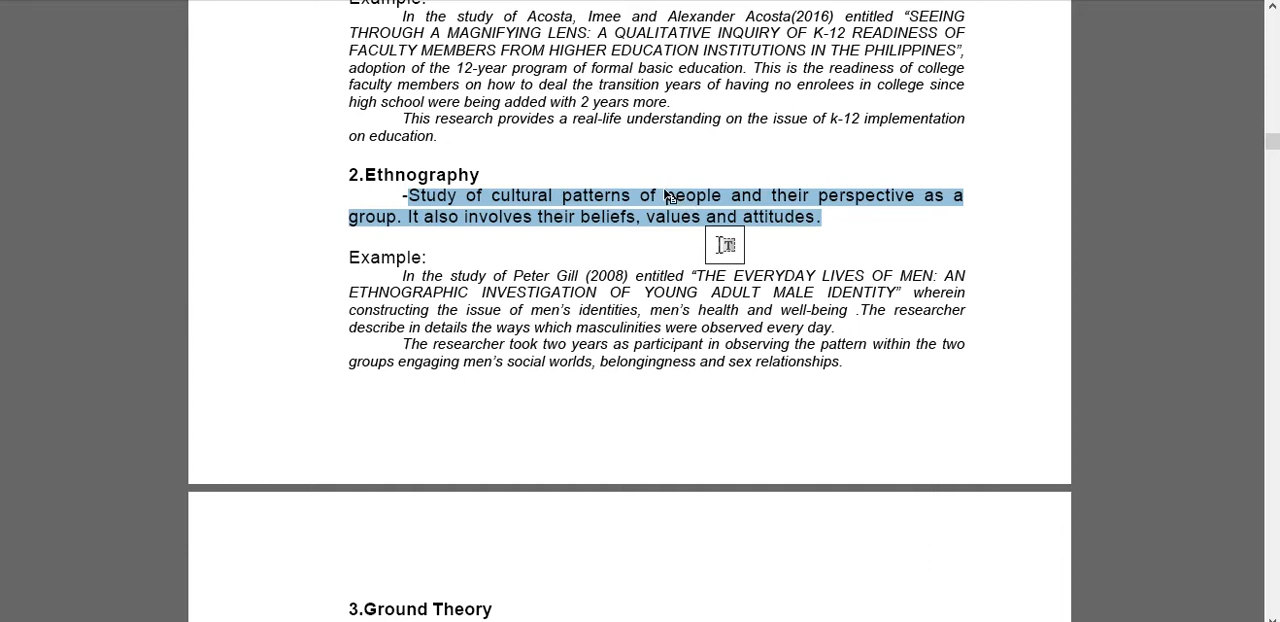 Example:
In the study of Acosta, Imee and Alexander Acosta(2016) entitled “SEEING
THROUGH A MAGNIFYING LENS: A QUALITATIVE INQUIRY OF K-12 READINESS OF
FACULTY MEMBERS FROM HIGHER EDUCATION INSTITUTIONS IN THE PHILIPPINES”,
adoption of the 12-year program of formal basic education. This is the readiness of college
faculty members on how to deal the transition years of having no enrolees in college since
high school were being added with 2 years more.
This research provides a real-life understanding on the issue of k-12 implementation
on education.
2.Ethnography
-Study of cultural patterns of people and their perspective as a
group. It also involves their beliefs, values and attitudes.
Example:
In the study of Peter Gill (2008) entitled “THE EVERYDAY LIVES OF MEN: AN
ETHNOGRAPHIC INVESTIGATION OF YOUNG ADULT MALE IDENTITY” wherein
constructing the issue of men’s identities, men’s health and well-being .The researcher
describe in details the ways which masculinities were observed every day.
The researcher took two years as participant in observing the pattern within the two
groups engaging men’s social worlds, belongingness and sex relationships.
3.Ground Theory